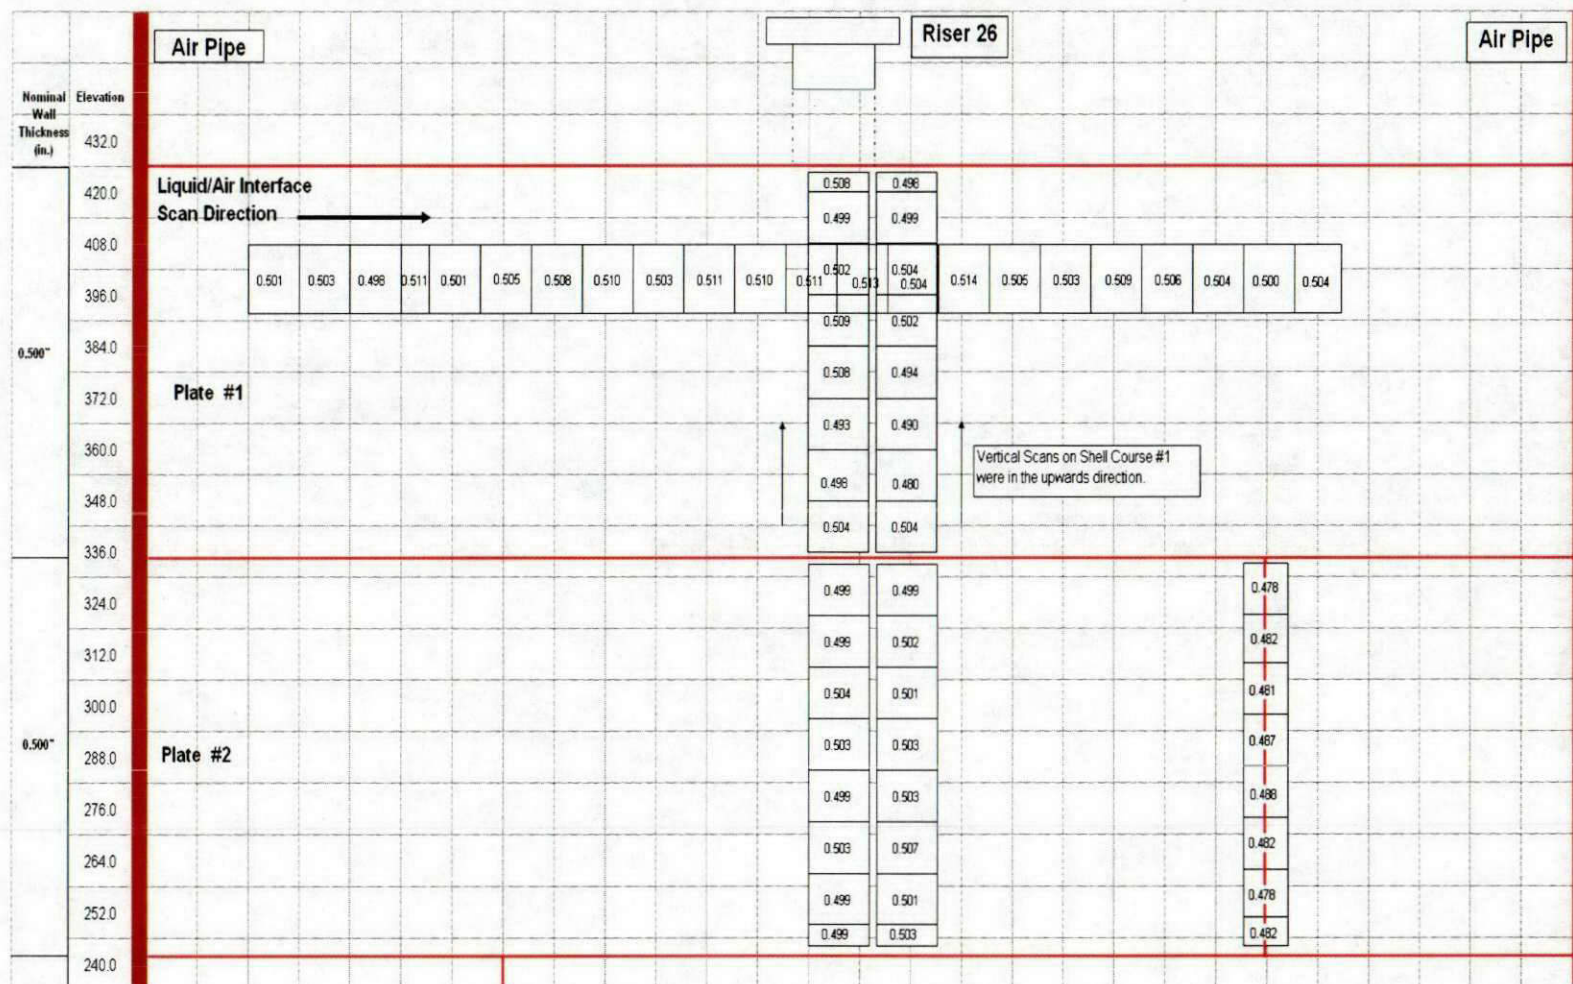 Air Pipe
Riser 26
Air Pipe
Nominal Wall Thickness (in.)
Elevation
432.0
420.0
Liquid/Air Interface
Scan Direction
0.508 0.498
0.499 0.499
408.0
0.502 0.504
0.501 0.503 0.498 0.511 0.501 0.505 0.508 0.510 0.503 0.511 0.510 0.511 0.513 0.504 0.514 0.505 0.503 0.509 0.506 0.504 0.500 0.504
396.0
0.509 0.502
384.0
0.500"
0.508 0.494
372.0
Plate #1
0.493 0.490
360.0
Vertical Scans on Shell Course #1
were in the upwards direction.
0.498 0.480
348.0
0.504 0.504
336.0
0.499 0.499 0.478
324.0
0.499 0.502 0.482
312.0
0.504 0.501 0.481
300.0
0.500"
0.503 0.503 0.487
288.0
Plate #2
0.499 0.503 0.488
276.0
0.503 0.507 0.482
264.0
0.499 0.501 0.478
252.0
0.499 0.503 0.482
240.0